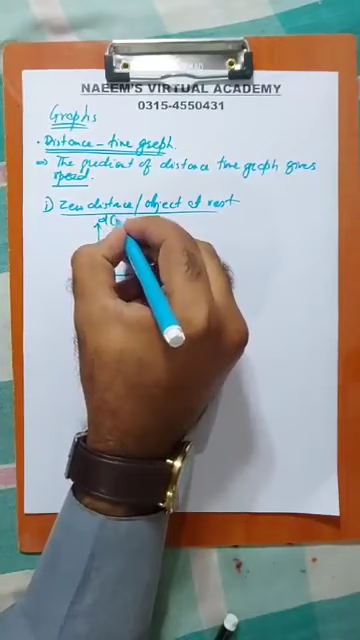 NAEEM'S VIRTUAL ACADEMY
0315-4550431
Graphs
• Distance-time graph.
⇒ The gradient of distance time graph gives
speed.
i) Zero distance/object at rest
d(